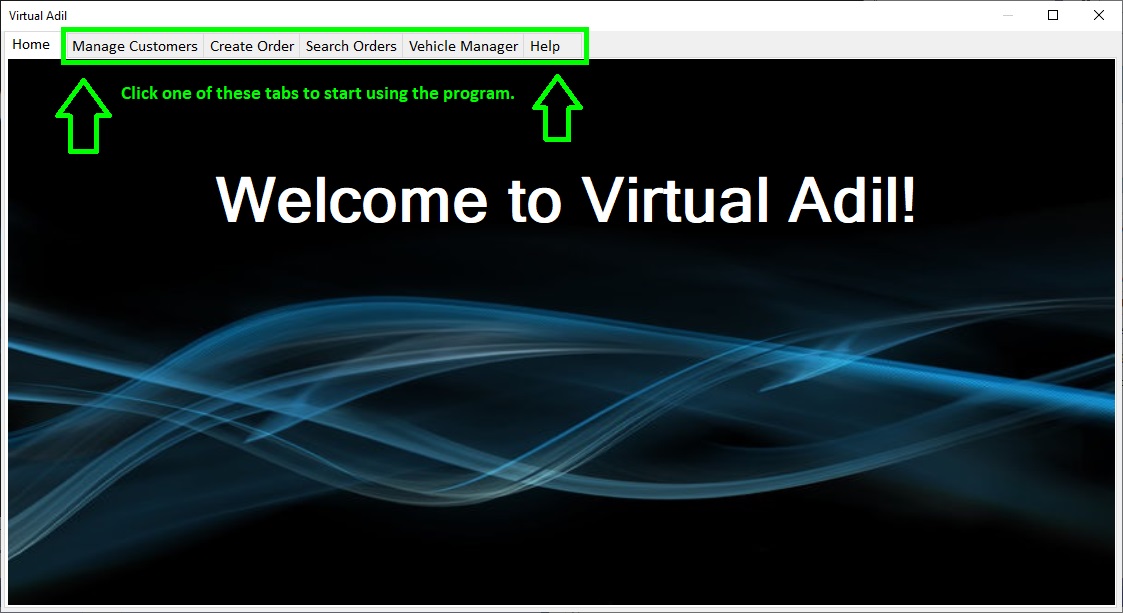 Virtual Adil
Home Manage Customers Create Order Search Orders Vehicle Manager Help
Click one of these tabs to start using the program.
Welcome to Virtual Adil!